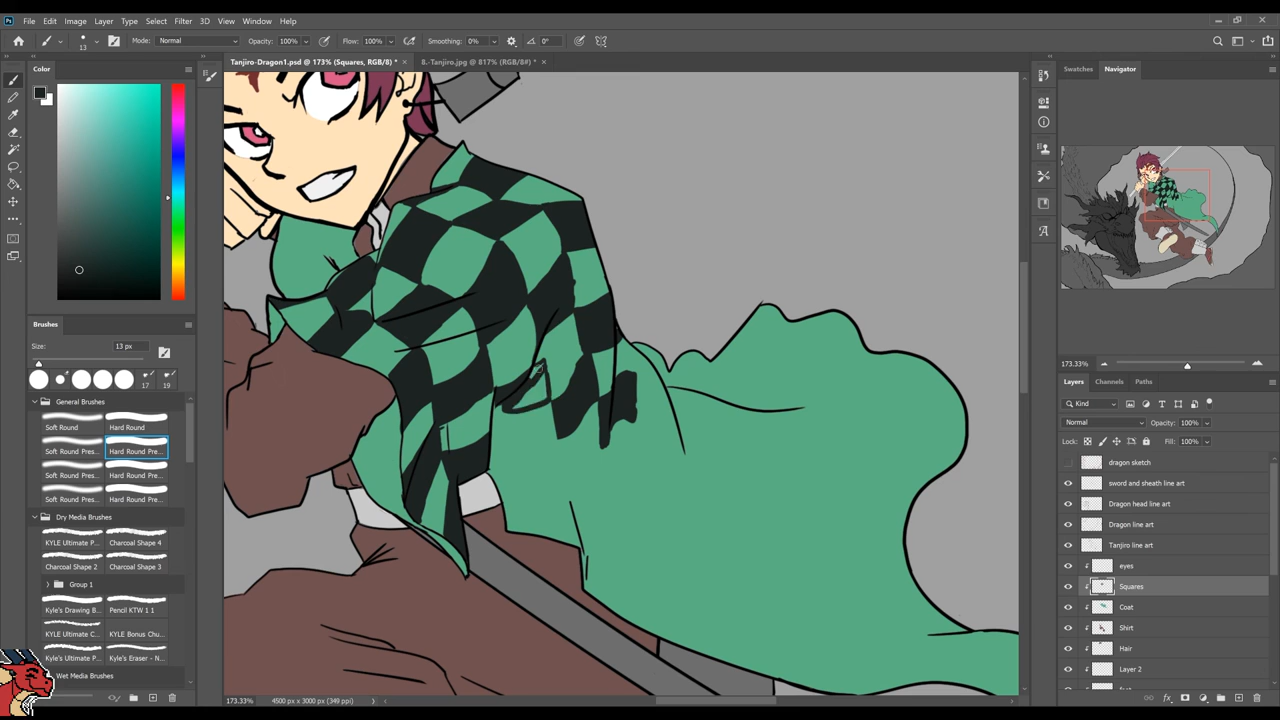 File Edit Image Layer Type Select Filter 3D View Window Help
13 Mode: Normal Opacity: 100% Flow: 100% Smoothing: 0% 0°
Tanjiro-Dragon1.psd @ 173% (Squares, RGB/8) * 8.-Tanjiro.jpg @ 817% (RGB/8#) *
Color
Swatches Navigator
Brushes
Size: 13 px
17 19
General Brushes
Soft Round Hard Round
Soft Round Pres... Hard Round Pre...
Soft Round Pres... Hard Round Pre...
Soft Round Pres... Hard Round Pre...
Dry Media Brushes
KYLE Ultimate P... Charcoal Shape 4
Charcoal Shape 2 Charcoal Shape 3
Group 1
Kyle's Drawing B... Pencil KTW 1 1
KYLE Ultimate C... KYLE Bonus Chu...
Kyle's Ultimate P... Kyle's Eraser - N...
Wet Media Brushes
173.33%
Layers Channels Paths
Kind
Normal Opacity: 100%
Lock: Fill: 100%
dragon sketch
sword and sheath line art
Dragon head line art
Dragon line art
Tanjiro line art
eyes
Squares
Coat
Shirt
Hair
Layer 2
fx
173.33% 4500 px x 3000 px (349 ppi)